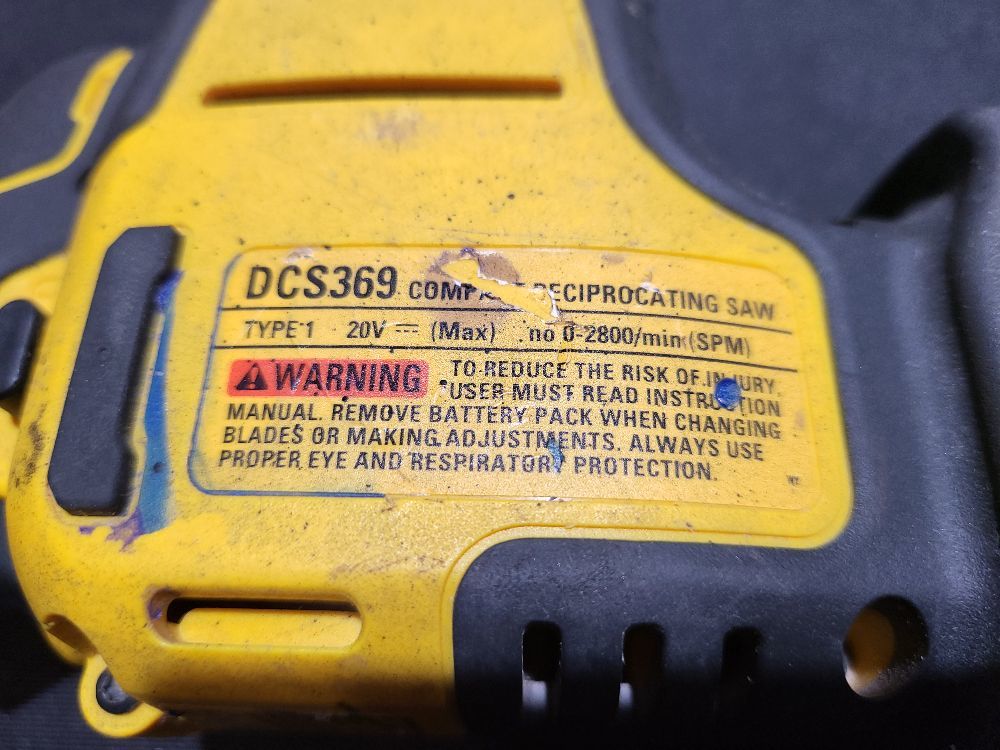 DCS369 COMPACT RECIPROCATING SAW
TYPE 1 20V ⎓ (Max) no 0-2800/min (SPM)
WARNING TO REDUCE THE RISK OF INJURY,
USER MUST READ INSTRUCTION
MANUAL. REMOVE BATTERY PACK WHEN CHANGING
BLADES OR MAKING ADJUSTMENTS. ALWAYS USE
PROPER EYE AND RESPIRATORY PROTECTION.